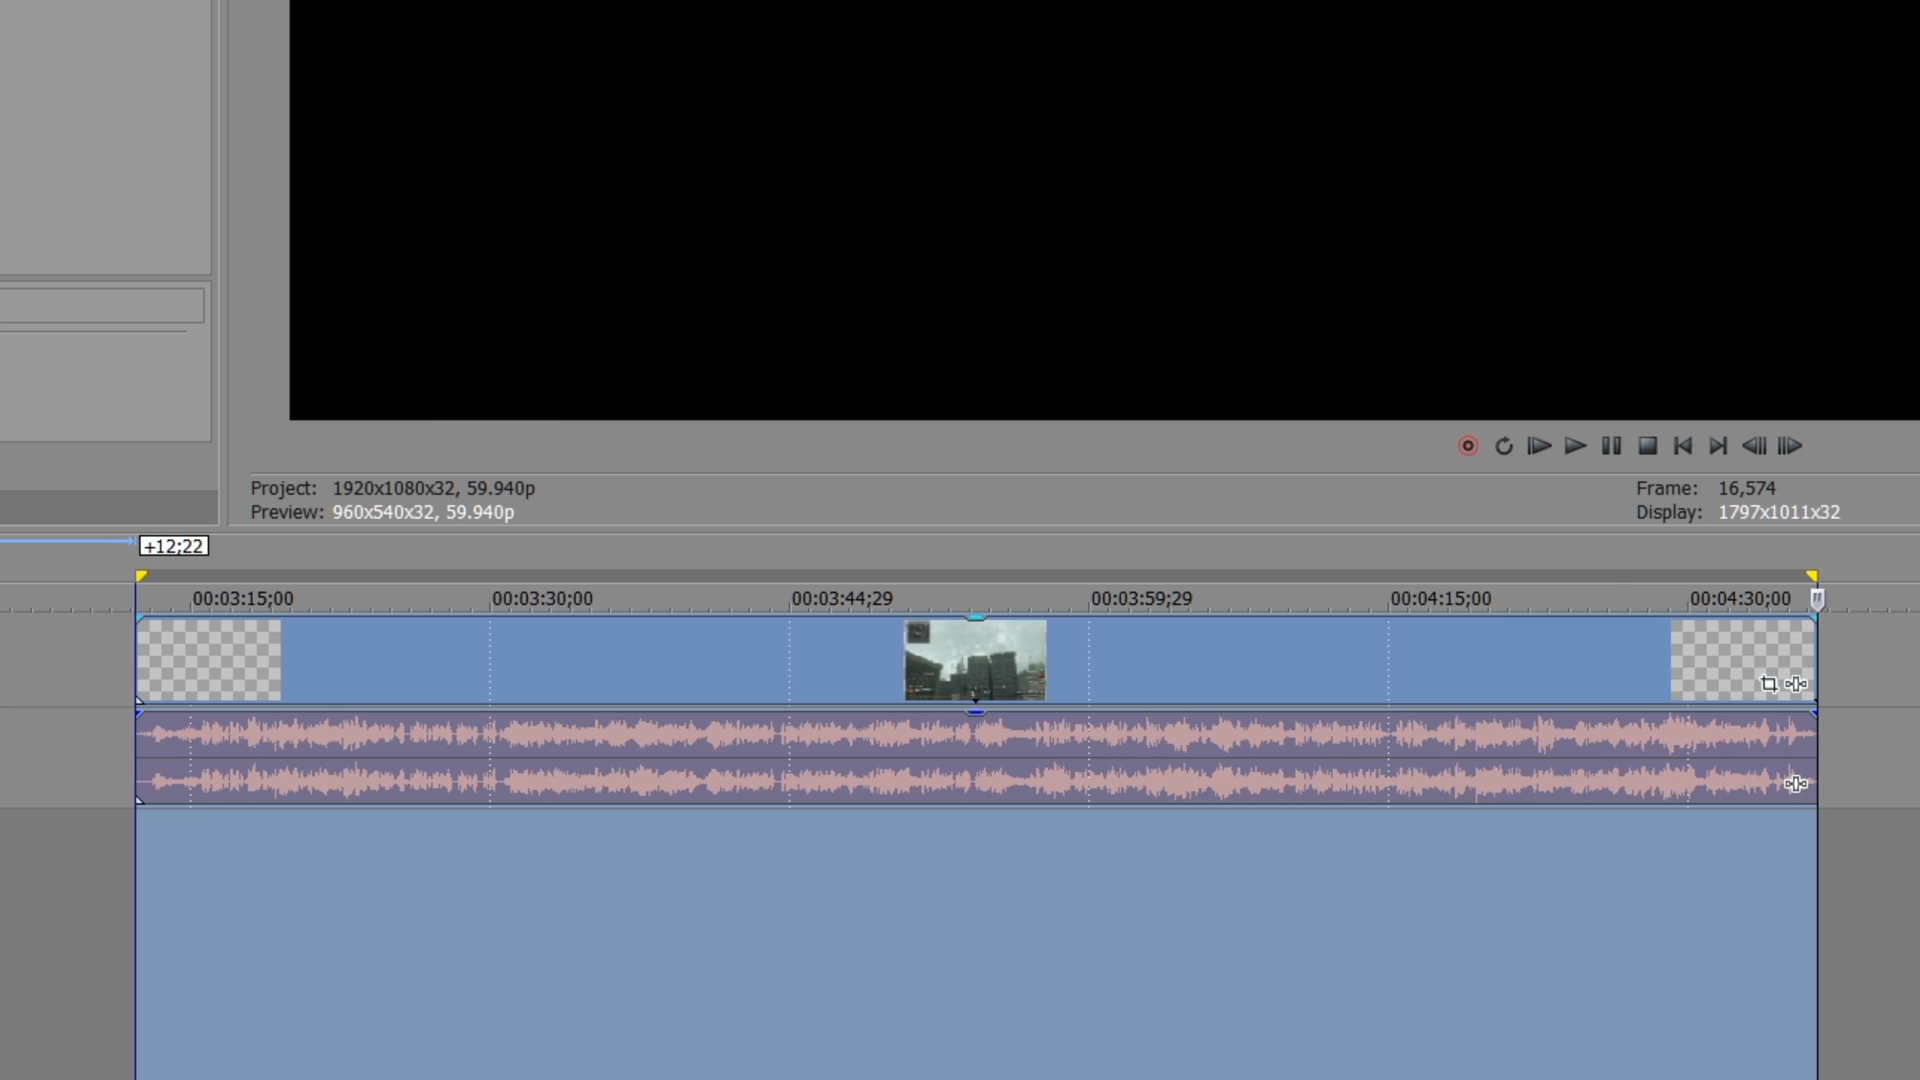 Project: 1920x1080x32, 59.940p
Preview: 960x540x32, 59.940p
Frame: 16,574
Display: 1797x1011x32
+12;22
00:03:15;00 00:03:30;00 00:03:44;29 00:03:59;29 00:04:15;00 00:04:30;00